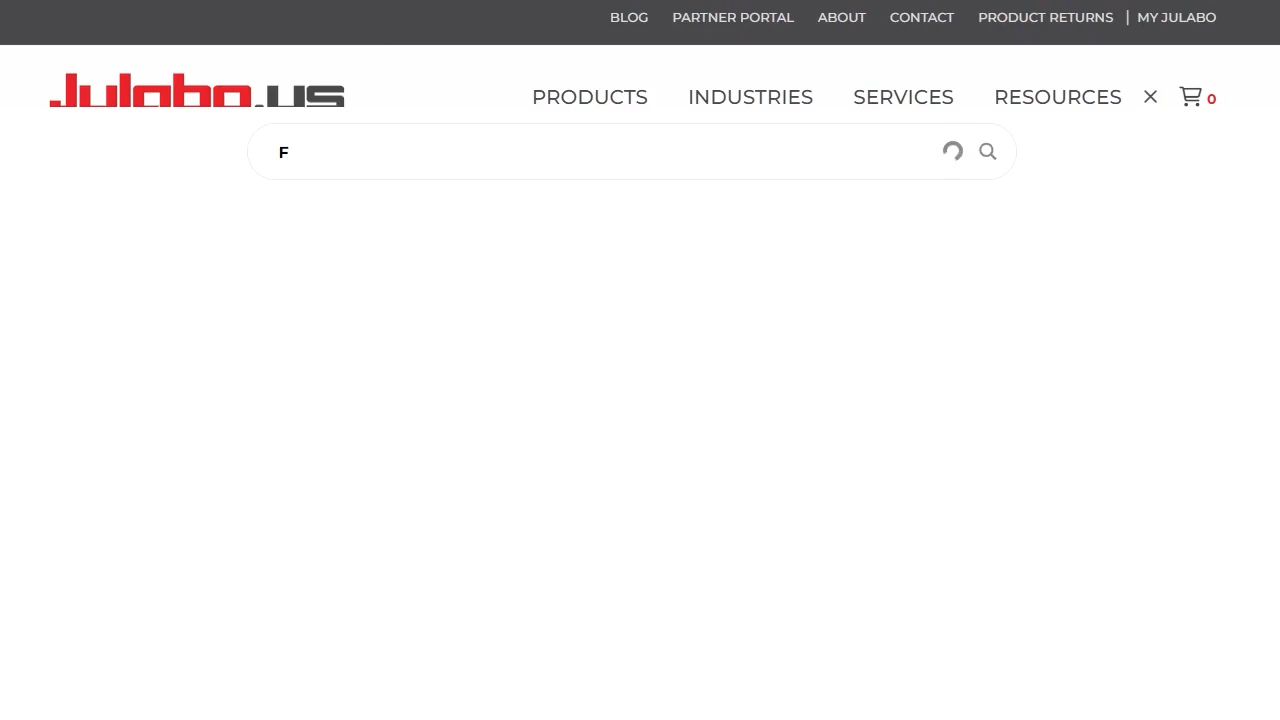 BLOG PARTNER PORTAL ABOUT CONTACT PRODUCT RETURNS | MY JULABO
Julabo.us PRODUCTS INDUSTRIES SERVICES RESOURCES 0
F